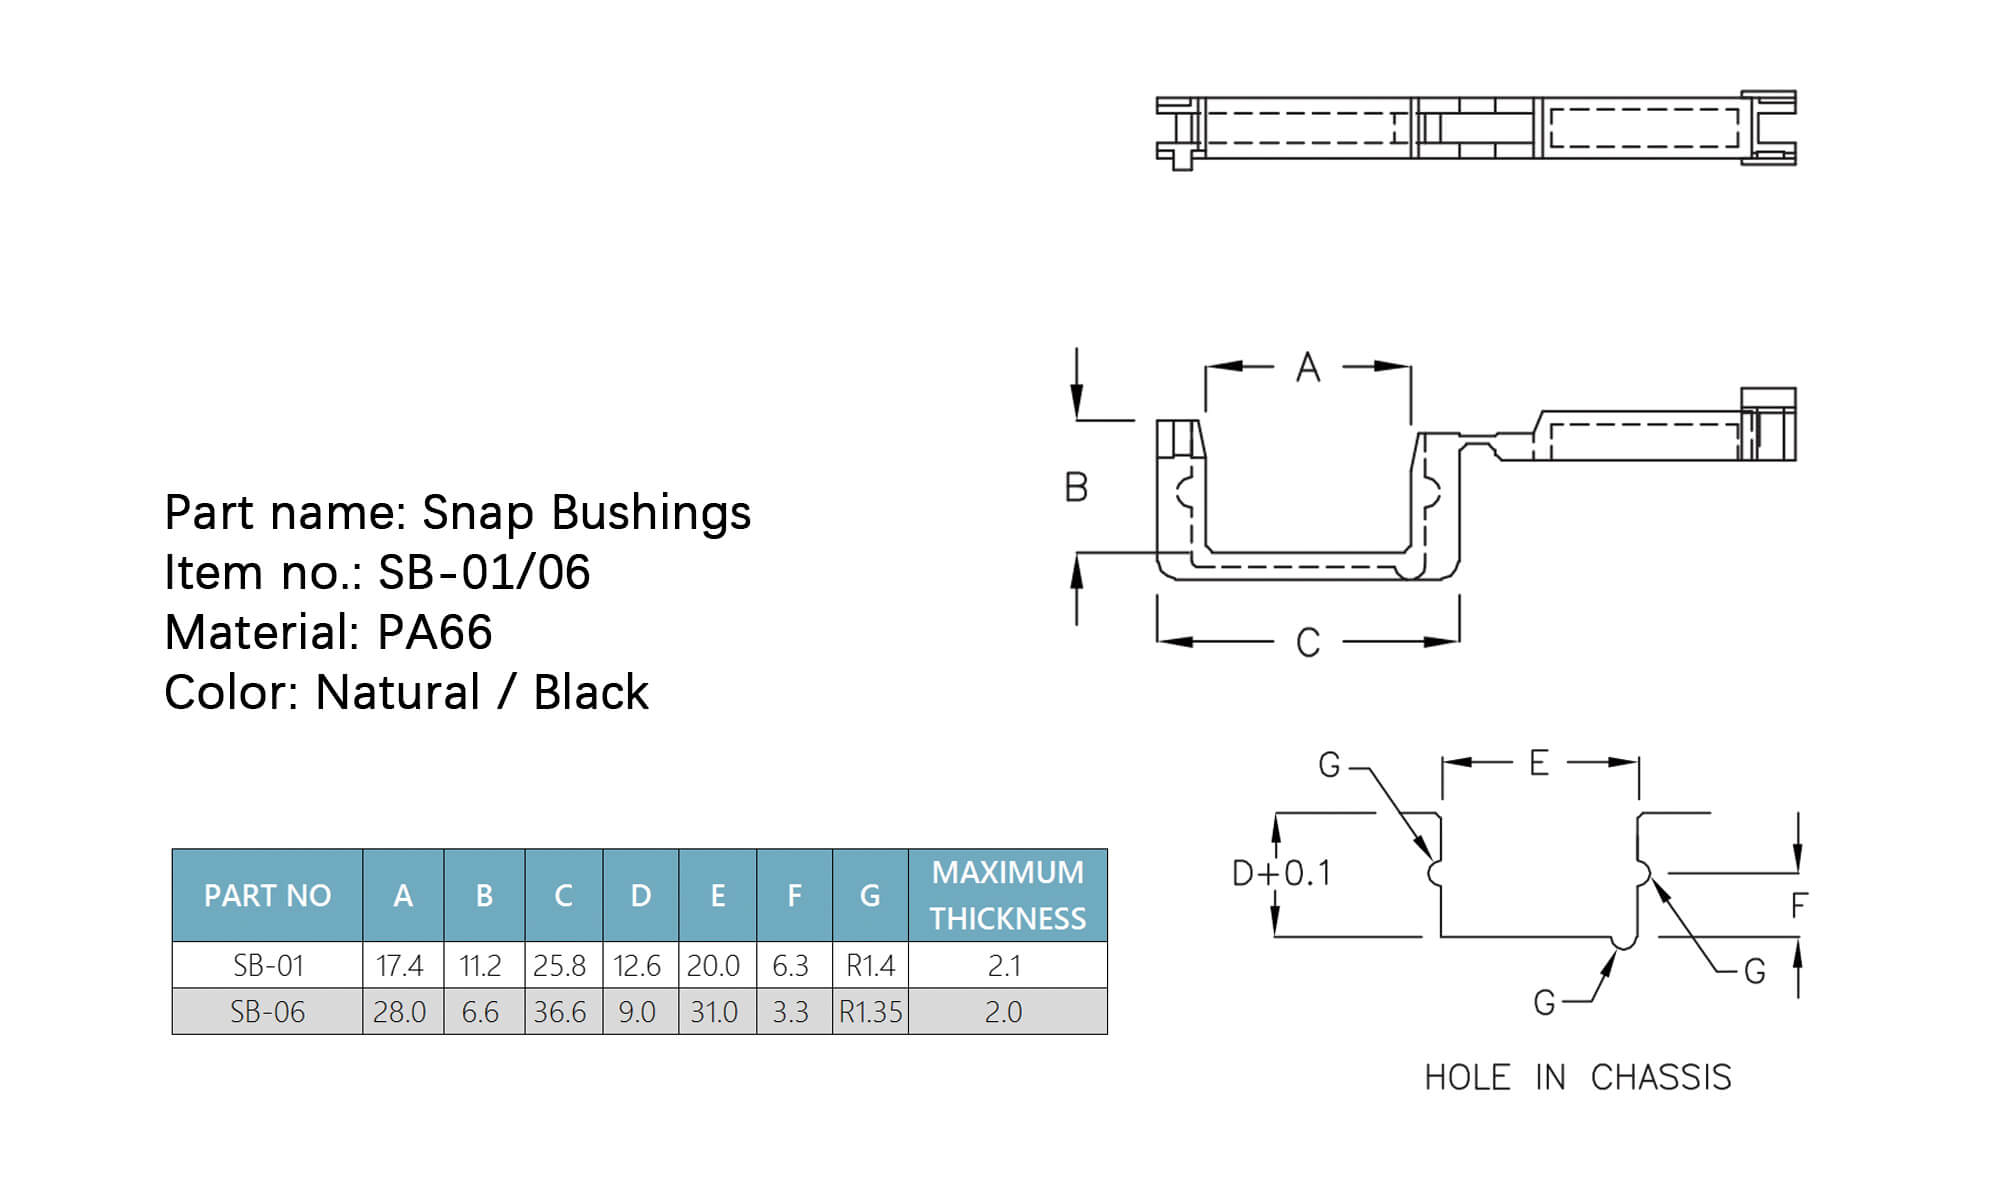 Part name: Snap Bushings
Item no.: SB-01/06
Material: PA66
Color: Natural / Black
PART NO A B C D E F G MAXIMUM THICKNESS
SB-01 17.4 11.2 25.8 12.6 20.0 6.3 R1.4 2.1
SB-06 28.0 6.6 36.6 9.0 31.0 3.3 R1.35 2.0
A
B
C
G
E
D+0.1
F
G
G
HOLE IN CHASSIS